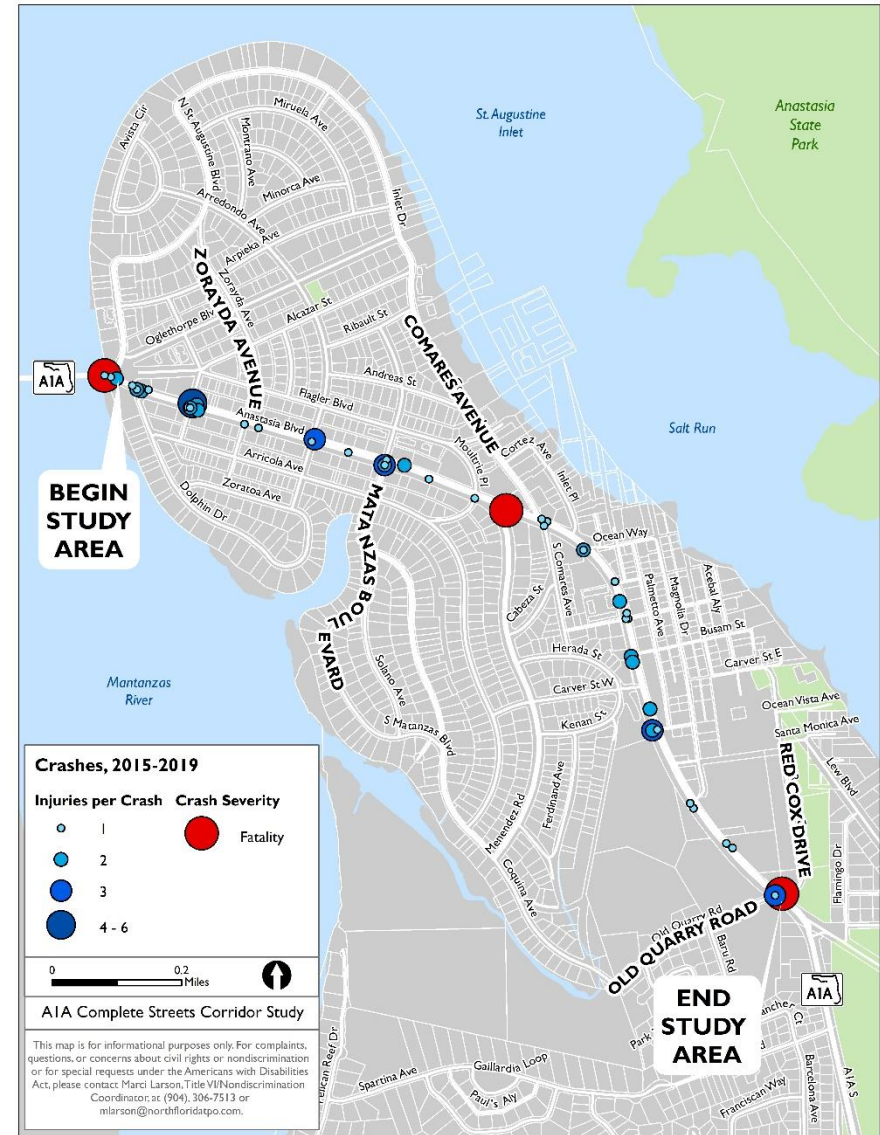 St. Augustine
Inlet
Anastasia
State
Park
Avista Cir
N St. Augustine Blvd
Miruela Ave
Montrano Ave
Minorca Ave
Inlet Dr
Arredondo Ave
Arpieka Ave
ZORAYDA AVENUE
Zorayda Ave
Oglethorpe Blv
Alcazar St
Ribault St
COMARES AVENUE
A1A
Andreas St
Flagler Blvd
Anastasia Blvd
Salt Run
Moultrie Pl
Cortez Ave
Inlet Pl
Arricola Ave
Zoratoa Ave
Dolphin Dr
BEGIN
STUDY
AREA
MATANZAS BOUL
EVARD
Ocean Way
S Comares Ave
Cabeza St
Palmetto Ave
Magnolia Dr
Acebal Aly
Busam St
Herada St
Carver St E
Carver St W
Solano Ave
Mantanzas
River
Ocean Vista Ave
Kenan St
Santa Monica Ave
S Matanzas Blvd
RED COX DRIVE
Lew Blvd
Ferdinand Ave
Menendez Rd
Flamingo Dr
Coquina Ave
Old Quarry Rd
OLD QUARRY ROAD
Baru Rd
A1A
END
STUDY
AREA
Park
ancher Ct
Barcelona Ave
A1A S
Franciscan Way
Gaillardia Loop
Spartina Ave
Paul's Aly
elican Reef Dr
Crashes, 2015-2019
Injuries per Crash Crash Severity
1
Fatality
2
3
4 - 6
0 0.2
Miles
A1A Complete Streets Corridor Study
This map is for informational purposes only. For complaints,
questions, or concerns about civil rights or nondiscrimination
or for special requests under the Americans with Disabilities
Act, please contact Marci Larson, Title VI/Nondiscrimination
Coordinator, at (904). 306-7513 or
mlarson@northfloridatpo.com.